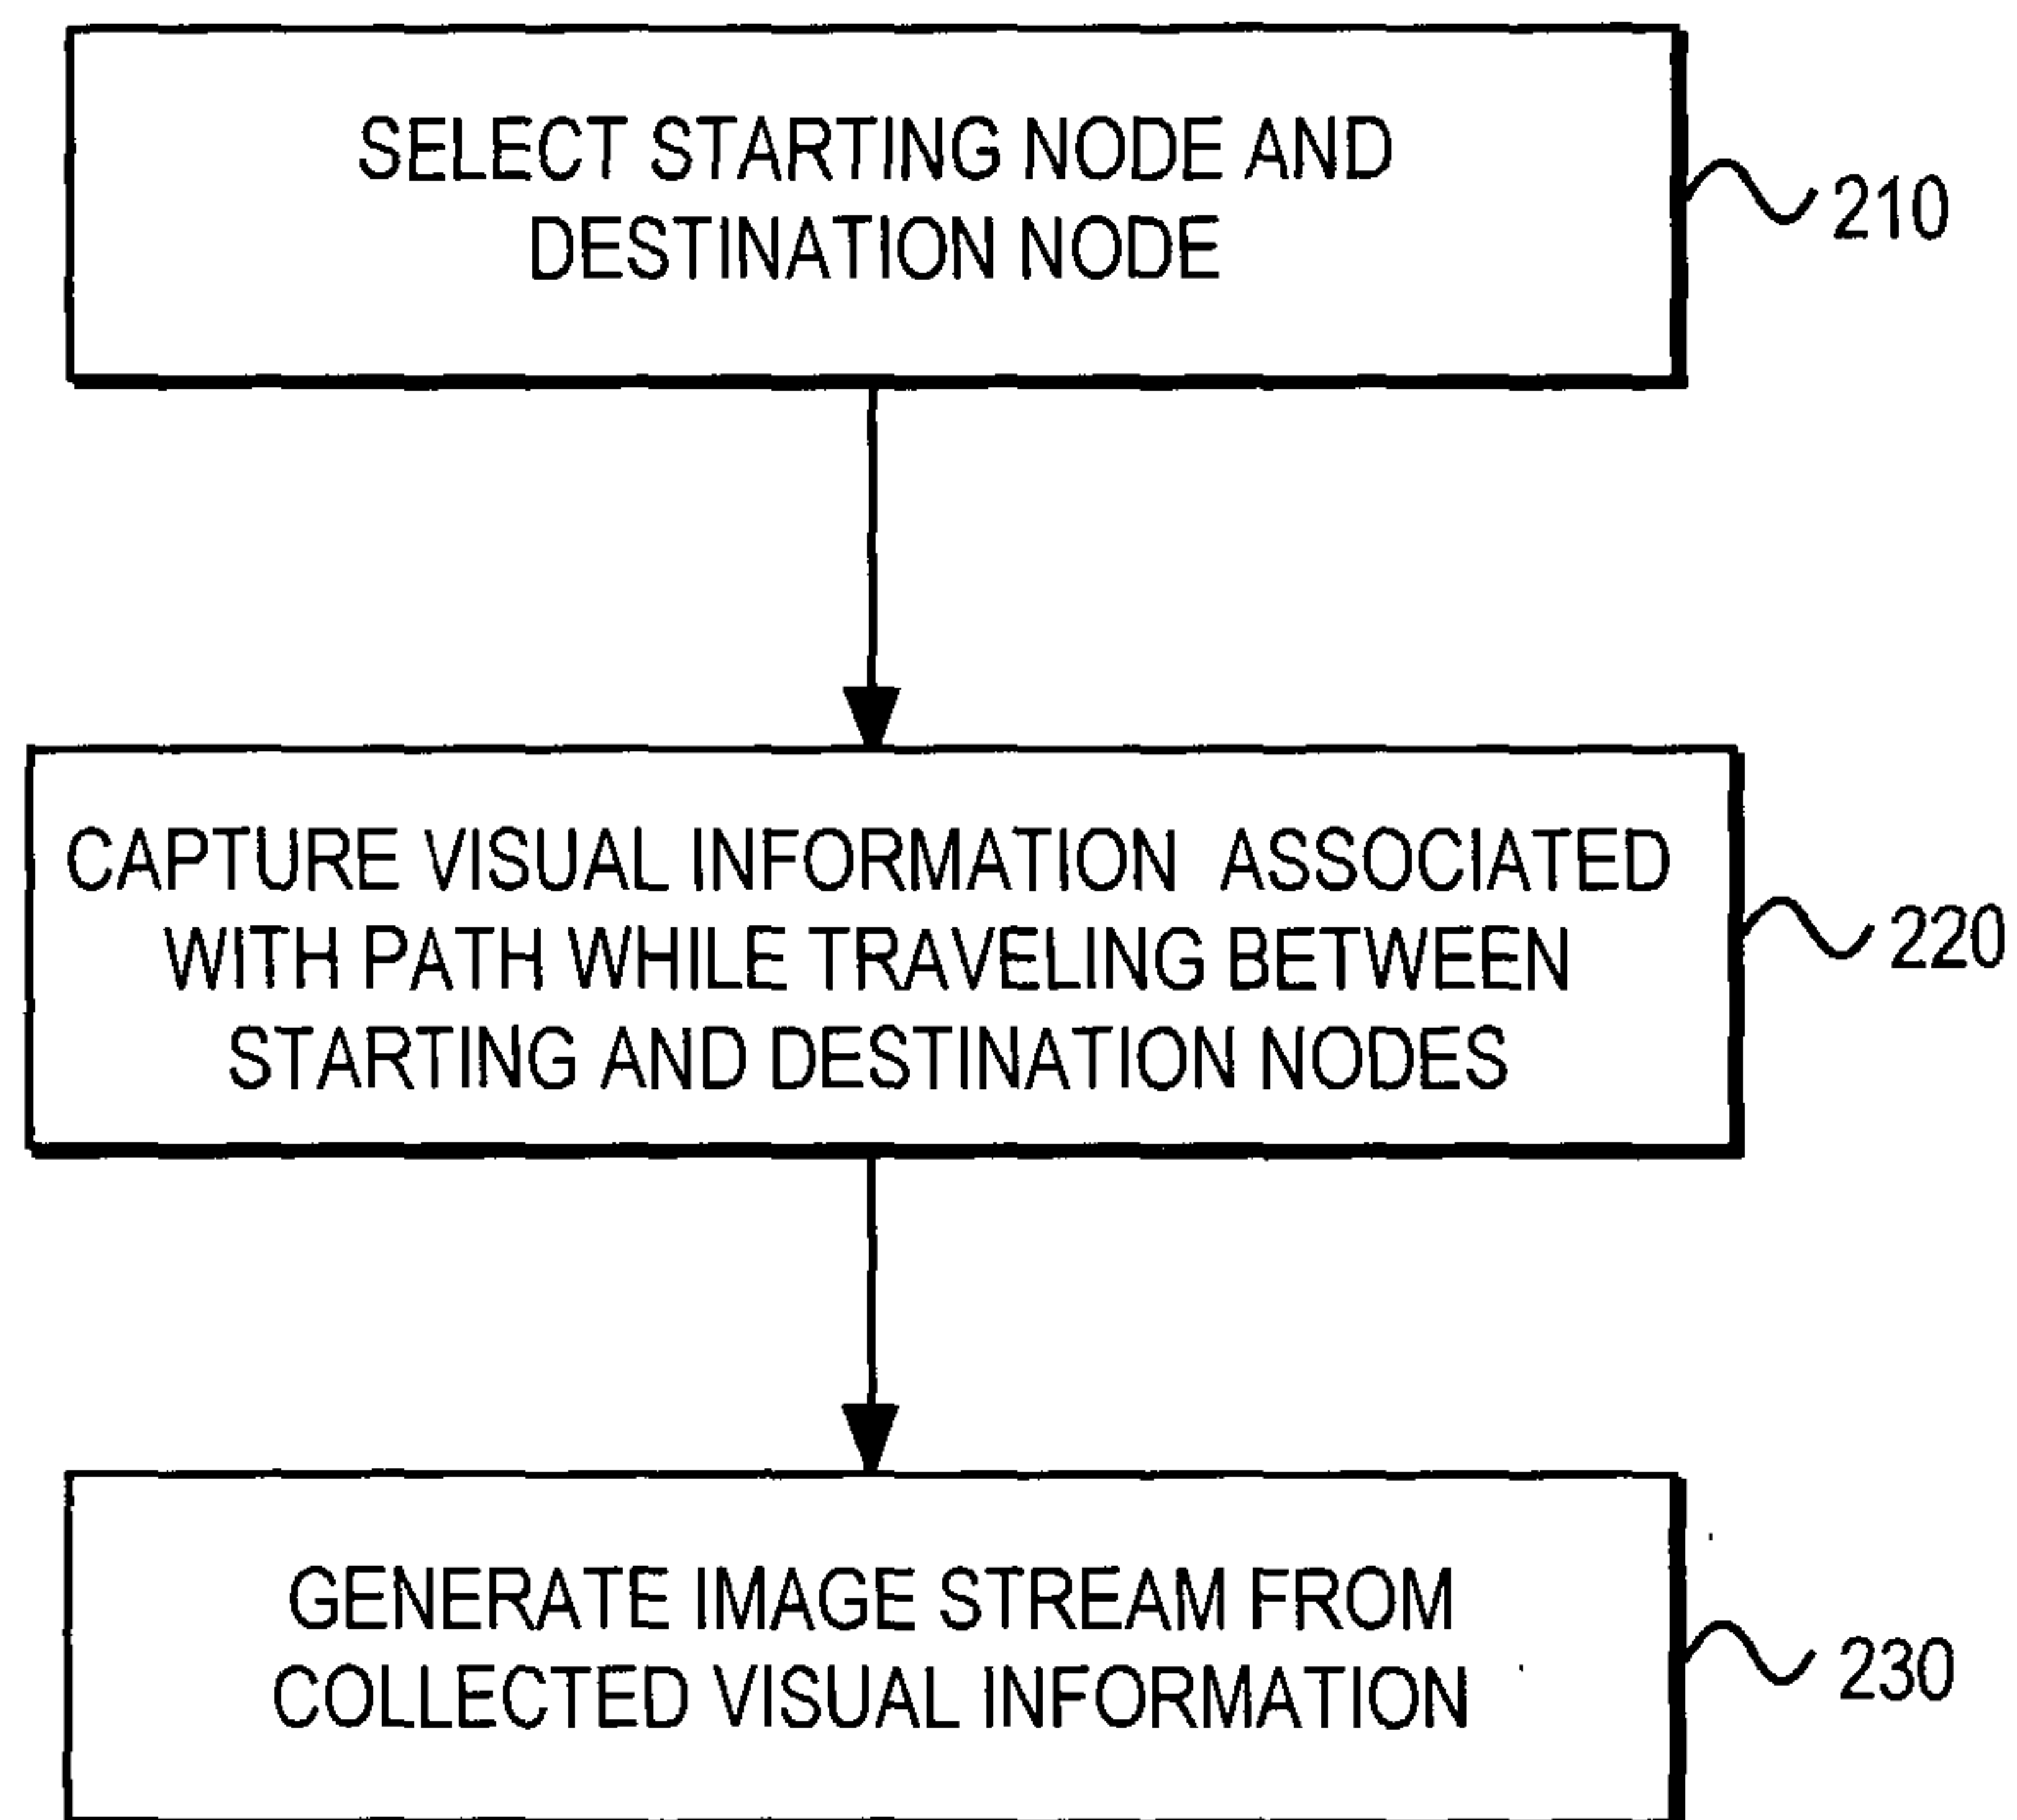 SELECT STARTING NODE AND
DESTINATION NODE
210
CAPTURE VISUAL INFORMATION ASSOCIATED
WITH PATH WHILE TRAVELING BETWEEN
STARTING AND DESTINATION NODES
220
GENERATE IMAGE STREAM FROM
COLLECTED VISUAL INFORMATION
230